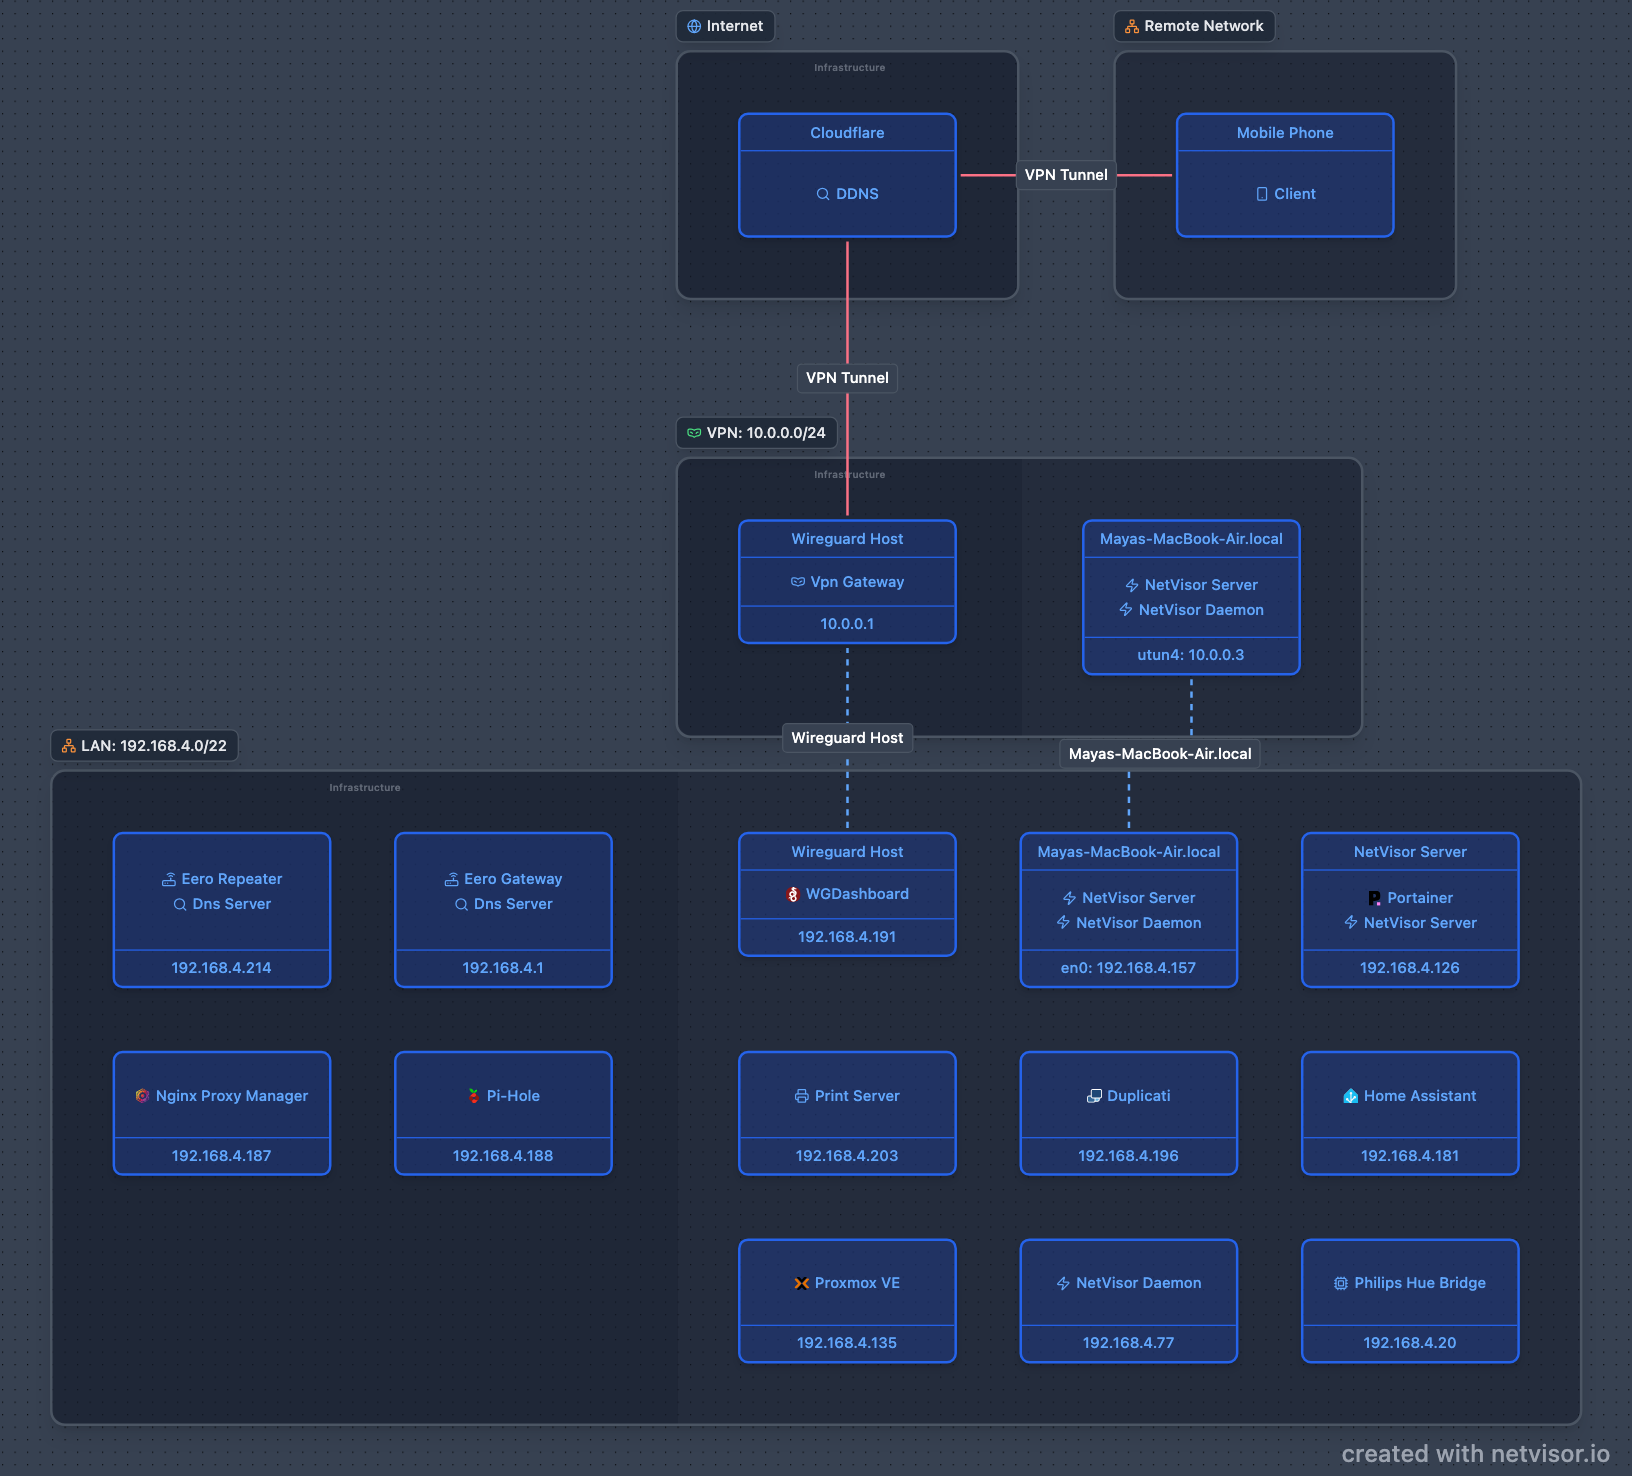 Internet
Remote Network
Infrastructure
Cloudflare
DDNS
VPN Tunnel
Mobile Phone
Client
VPN Tunnel
VPN: 10.0.0.0/24
Infrastructure
Wireguard Host
Vpn Gateway
10.0.0.1
Mayas-MacBook-Air.local
NetVisor Server
NetVisor Daemon
utun4: 10.0.0.3
Wireguard Host
Mayas-MacBook-Air.local
LAN: 192.168.4.0/22
Infrastructure
Eero Repeater
Dns Server
192.168.4.214
Eero Gateway
Dns Server
192.168.4.1
Wireguard Host
WGDashboard
192.168.4.191
Mayas-MacBook-Air.local
NetVisor Server
NetVisor Daemon
en0: 192.168.4.157
NetVisor Server
Portainer
NetVisor Server
192.168.4.126
Nginx Proxy Manager
192.168.4.187
Pi-Hole
192.168.4.188
Print Server
192.168.4.203
Duplicati
192.168.4.196
Home Assistant
192.168.4.181
Proxmox VE
192.168.4.135
NetVisor Daemon
192.168.4.77
Philips Hue Bridge
192.168.4.20
created with netvisor.io